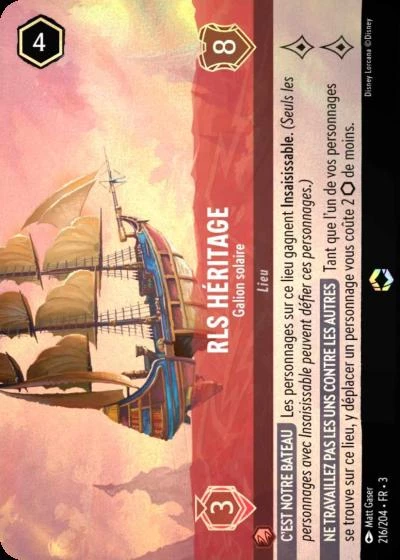 4
3
8
RLS HÉRITAGE
Galion solaire
Lieu
C'EST NOTRE BATEAU Les personnages sur ce lieu gagnent Insaisissable. (Seuls les
personnages avec Insaisissable peuvent défier ces personnages.)
NE TRAVAILLEZ PAS LES UNS CONTRE LES AUTRES Tant que l'un de vos personnages
se trouve sur ce lieu, y déplacer un personnage vous coûte 2 de moins.
Matt Gaser
216/204 • FR • 3
Disney Lorcana ©Disney